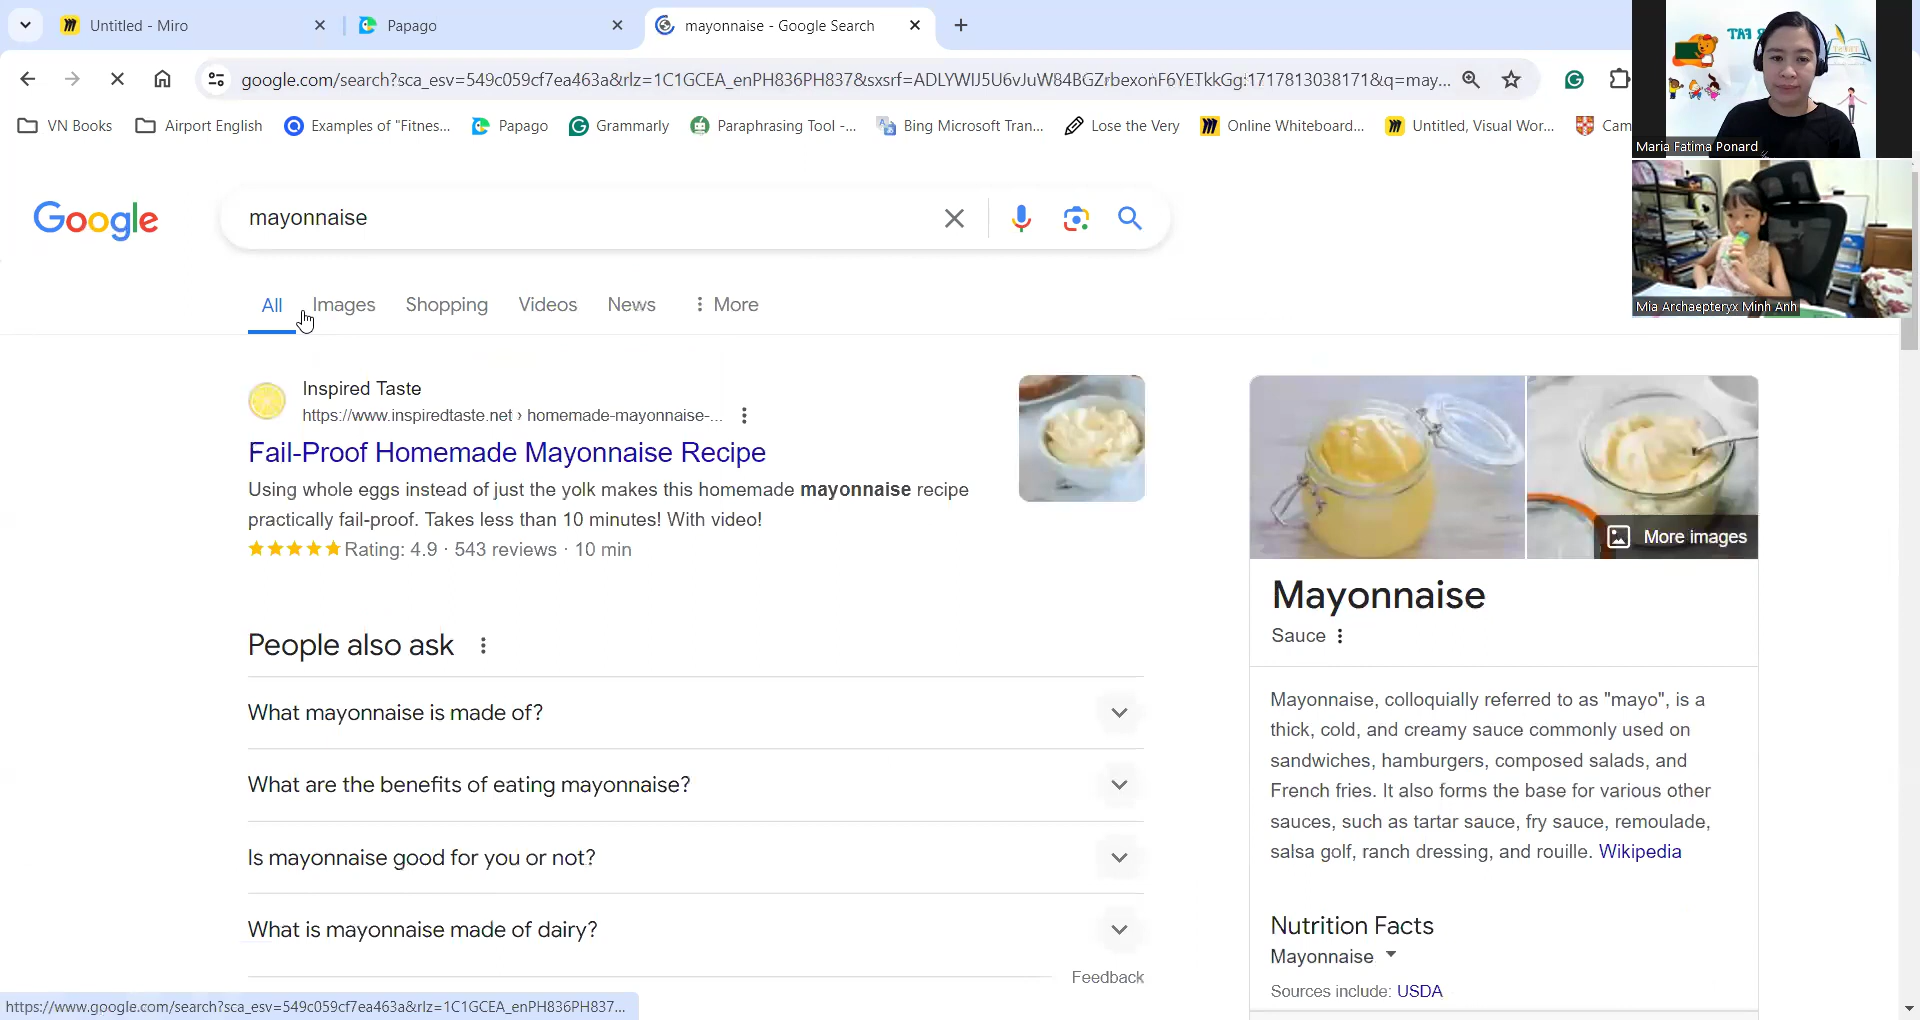 Untitled - Miro
Papago
mayonnaise - Google Search
google.com/search?sca_esv=549c059cf7ea463a&rlz=1C1GCEA_enPH836PH837&sxsrf=ADLYWIJ5U6vJuW84BGZrbexonF6YETkkGg:1717813038171&q=may...
VN Books
Airport English
Examples of "Fitnes...
Papago
Grammarly
Paraphrasing Tool -...
Bing Microsoft Tran...
Lose the Very
Online Whiteboard...
Untitled, Visual Wor...
Cam
Maria Fatima Ponard
Mia Archaepteryx Minh Anh
Google
mayonnaise
All
Images
Shopping
Videos
News
More
Inspired Taste
https://www.inspiredtaste.net › homemade-mayonnaise-...
Fail-Proof Homemade Mayonnaise Recipe
Using whole eggs instead of just the yolk makes this homemade mayonnaise recipe
practically fail-proof. Takes less than 10 minutes! With video!
Rating: 4.9 · 543 reviews · 10 min
People also ask
What mayonnaise is made of?
What are the benefits of eating mayonnaise?
Is mayonnaise good for you or not?
What is mayonnaise made of dairy?
Feedback
More images
Mayonnaise
Sauce
Mayonnaise, colloquially referred to as "mayo", is a
thick, cold, and creamy sauce commonly used on
sandwiches, hamburgers, composed salads, and
French fries. It also forms the base for various other
sauces, such as tartar sauce, fry sauce, remoulade,
salsa golf, ranch dressing, and rouille. Wikipedia
Nutrition Facts
Mayonnaise
Sources include: USDA
https://www.google.com/search?sca_esv=549c059cf7ea463a&rlz=1C1GCEA_enPH836PH837...